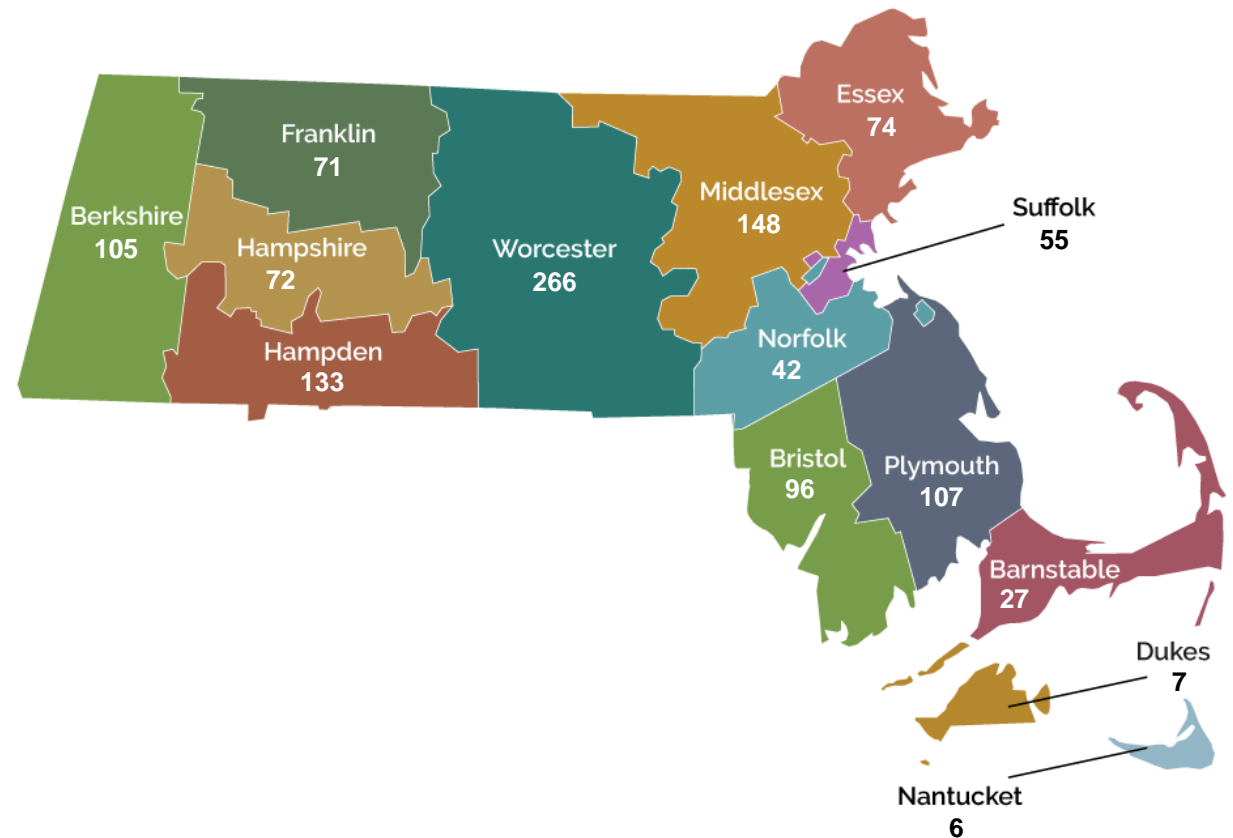 Essex
74
Franklin
71
Middlesex
148
Suffolk
55
Berkshire
105
Hampshire
72
Worcester
266
Norfolk
42
Hampden
133
Bristol
96
Plymouth
107
Barnstable
27
Dukes
7
Nantucket
6